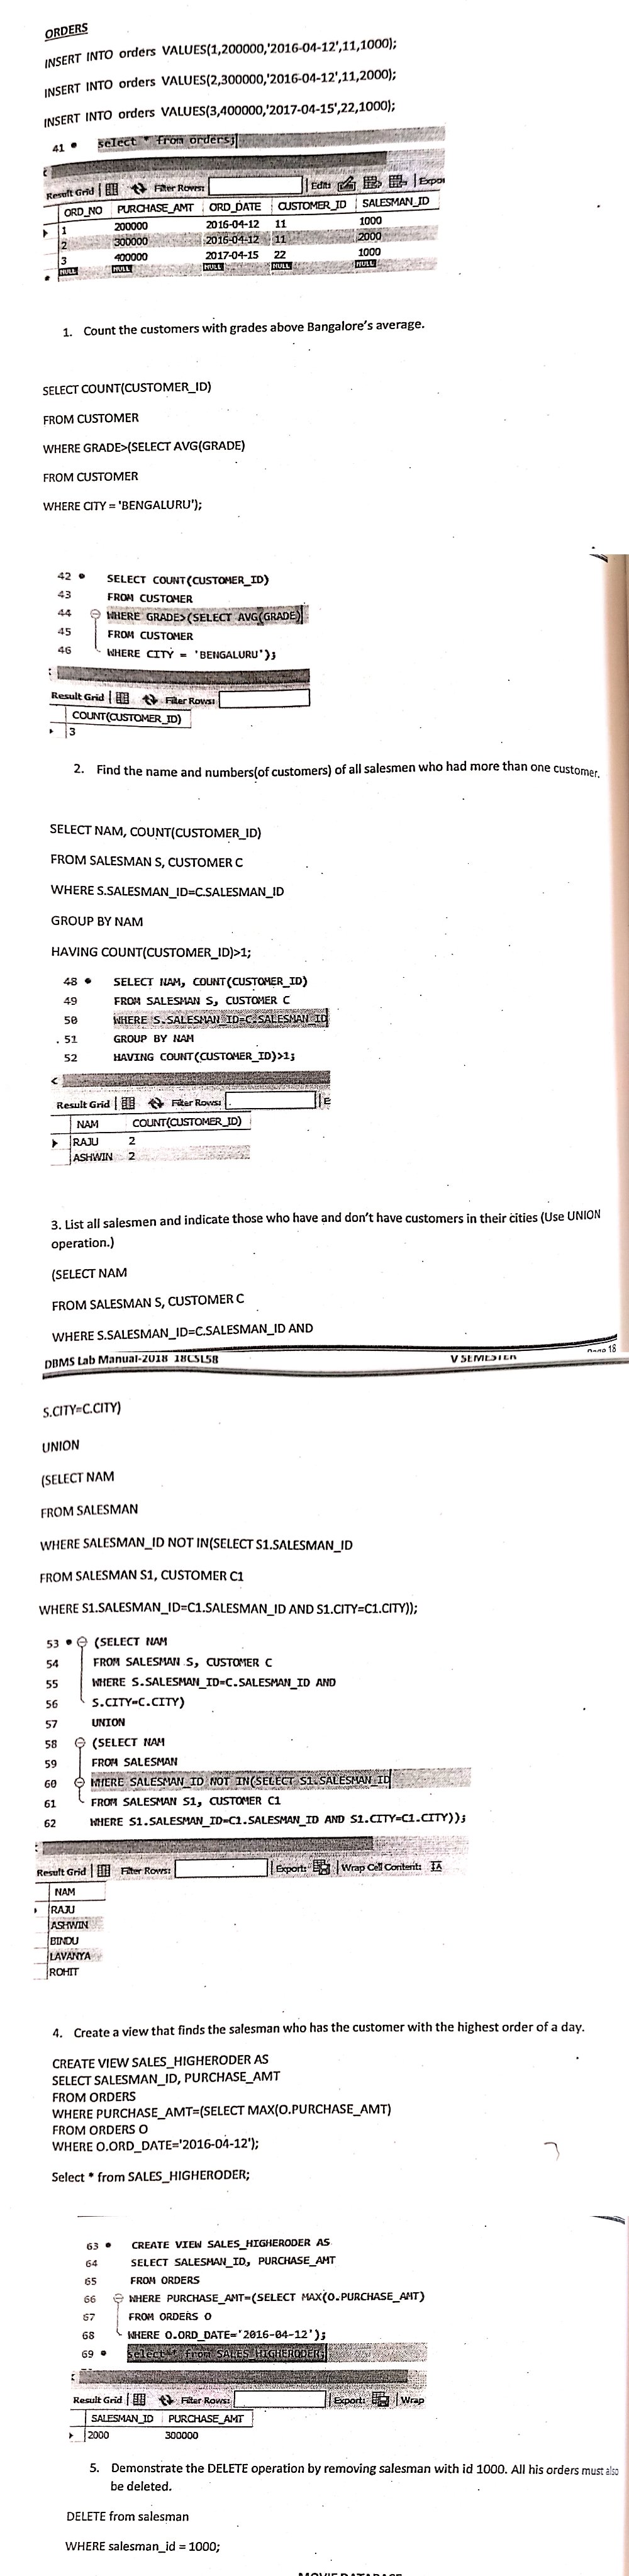 ORDERS
INSERT INTO orders VALUES(1,200000,'2016-04-12',11,1000);
INSERT INTO orders VALUES(2,300000,'2016-04-12',11,2000);
INSERT INTO orders VALUES(3,400000,'2017-04-15',22,1000);
41 • select * from orders;
Result Grid Filter Rows: Edit: Expor
ORD_NO PURCHASE_AMT ORD_DATE CUSTOMER_ID SALESMAN_ID
1 200000 2016-04-12 11 1000
2 300000 2016-04-12 11 2000
3 400000 2017-04-15 22 1000
NULL NULL NULL NULL NULL
1. Count the customers with grades above Bangalore's average.
SELECT COUNT(CUSTOMER_ID)
FROM CUSTOMER
WHERE GRADE>(SELECT AVG(GRADE)
FROM CUSTOMER
WHERE CITY = 'BENGALURU');
42 • SELECT COUNT(CUSTOMER_ID)
43 FROM CUSTOMER
44 WHERE GRADE>(SELECT AVG(GRADE)
45 FROM CUSTOMER
46 WHERE CITY = 'BENGALURU');
Result Grid Filter Rows:
COUNT(CUSTOMER_ID)
3
2. Find the name and numbers(of customers) of all salesmen who had more than one customer.
SELECT NAM, COUNT(CUSTOMER_ID)
FROM SALESMAN S, CUSTOMER C
WHERE S.SALESMAN_ID=C.SALESMAN_ID
GROUP BY NAM
HAVING COUNT(CUSTOMER_ID)>1;
48 • SELECT NAM, COUNT(CUSTOMER_ID)
49 FROM SALESMAN S, CUSTOMER C
50 WHERE S.SALESMAN_ID=C.SALESMAN_ID
51 GROUP BY NAM
52 HAVING COUNT(CUSTOMER_ID)>1;
Result Grid Filter Rows: E
NAM COUNT(CUSTOMER_ID)
RAJU 2
ASHWIN 2
3. List all salesmen and indicate those who have and don't have customers in their cities (Use UNION
operation.)
(SELECT NAM
FROM SALESMAN S, CUSTOMER C
WHERE S.SALESMAN_ID=C.SALESMAN_ID AND
DBMS Lab Manual-2018 18CSL58 V SEMESTER Page 18
S.CITY=C.CITY)
UNION
(SELECT NAM
FROM SALESMAN
WHERE SALESMAN_ID NOT IN(SELECT S1.SALESMAN_ID
FROM SALESMAN S1, CUSTOMER C1
WHERE S1.SALESMAN_ID=C1.SALESMAN_ID AND S1.CITY=C1.CITY));
53 • (SELECT NAM
54 FROM SALESMAN S, CUSTOMER C
55 WHERE S.SALESMAN_ID=C.SALESMAN_ID AND
56 S.CITY=C.CITY)
57 UNION
58 (SELECT NAM
59 FROM SALESMAN
60 WHERE SALESMAN_ID NOT IN(SELECT S1.SALESMAN_ID
61 FROM SALESMAN S1, CUSTOMER C1
62 WHERE S1.SALESMAN_ID=C1.SALESMAN_ID AND S1.CITY=C1.CITY));
Result Grid Filter Rows: Export: Wrap Cell Content: IA
NAM
RAJU
ASHWIN
BINDU
LAVANYA
ROHIT
4. Create a view that finds the salesman who has the customer with the highest order of a day.
CREATE VIEW SALES_HIGHERODER AS
SELECT SALESMAN_ID, PURCHASE_AMT
FROM ORDERS
WHERE PURCHASE_AMT=(SELECT MAX(O.PURCHASE_AMT)
FROM ORDERS O
WHERE O.ORD_DATE='2016-04-12');
Select * from SALES_HIGHERODER;
63 • CREATE VIEW SALES_HIGHERODER AS
64 SELECT SALESMAN_ID, PURCHASE_AMT
65 FROM ORDERS
66 WHERE PURCHASE_AMT=(SELECT MAX(O.PURCHASE_AMT)
67 FROM ORDERS O
68 WHERE O.ORD_DATE='2016-04-12');
69 • select * from SALES_HIGHERODER;
Result Grid Filter Rows: Export: Wrap
SALESMAN_ID PURCHASE_AMT
2000 300000
5. Demonstrate the DELETE operation by removing salesman with id 1000. All his orders must also
be deleted.
DELETE from salesman
WHERE salesman_id = 1000;
MOVIE DATABASE